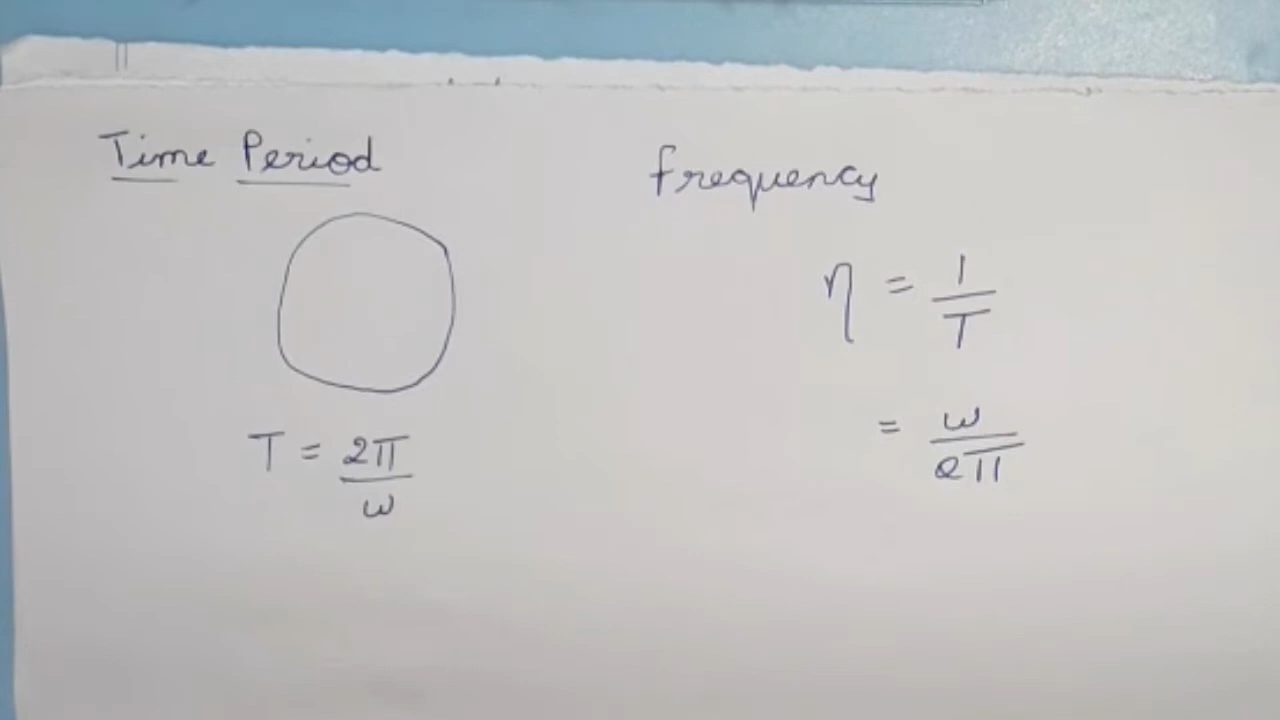 Time Period
frequency
η = 1/T
= ω/2π
T = 2π/ω